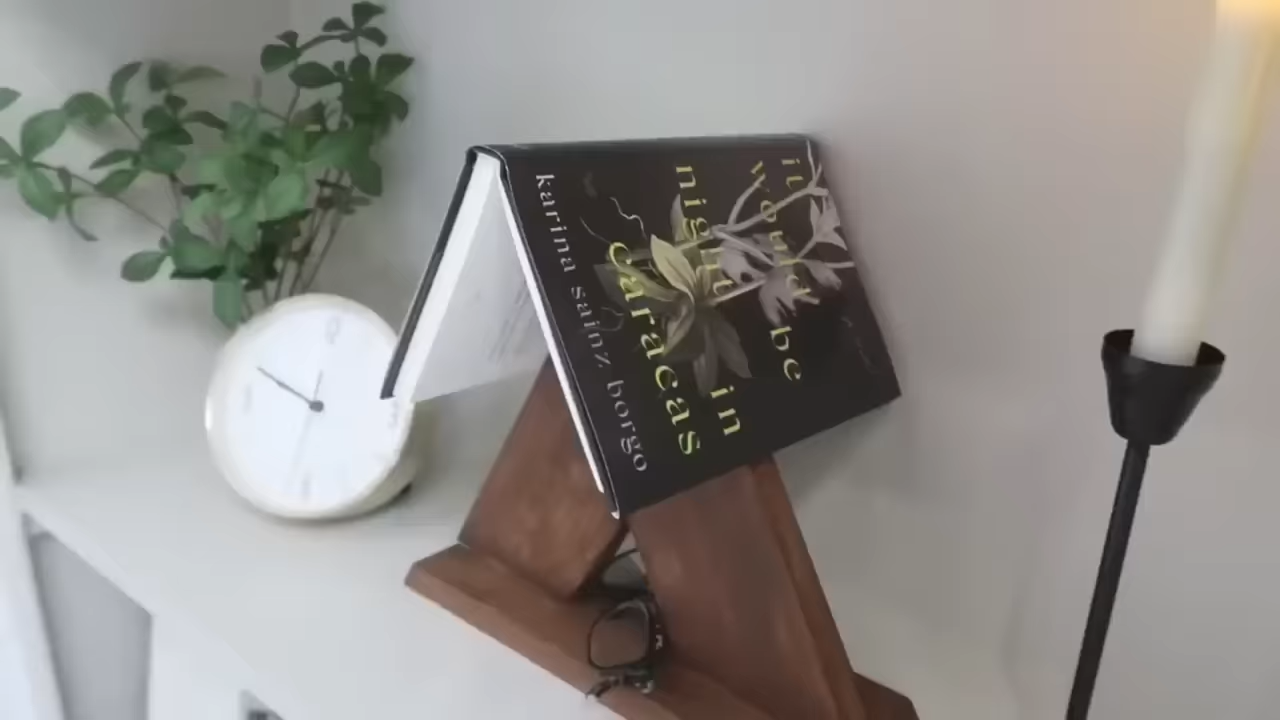 it
would be
night in
caracas
karina sainz borgo